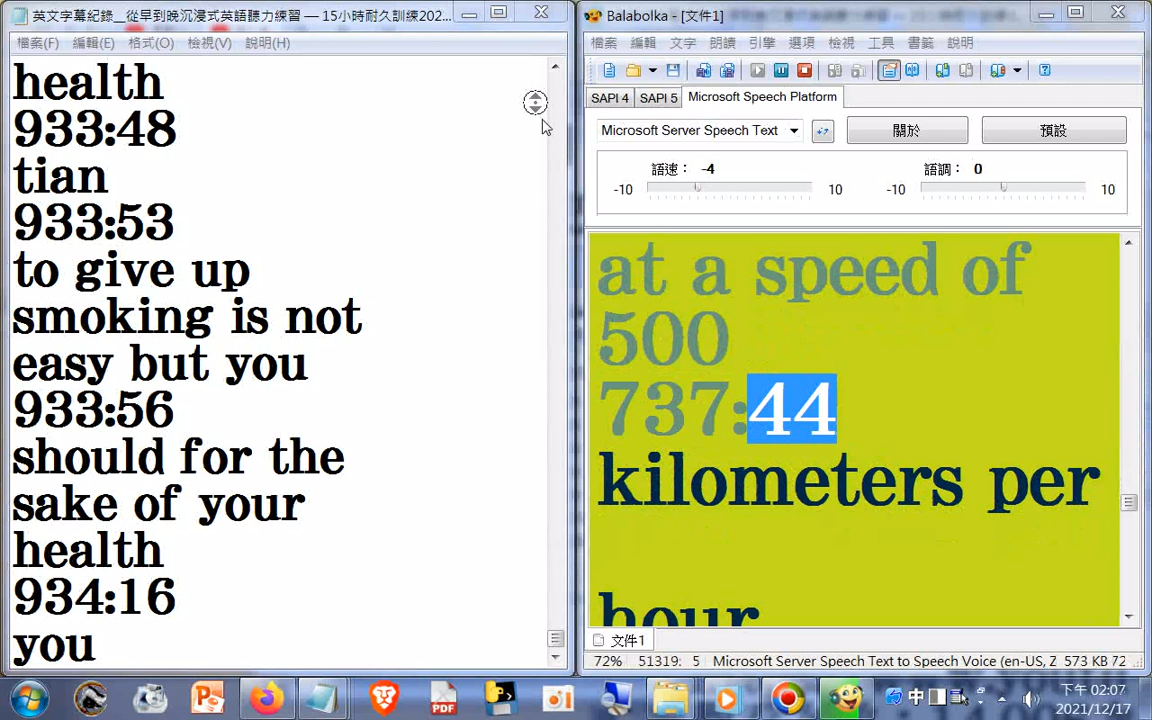 英文字幕紀錄__從早到晚沉浸式英語聽力練習 — 15小時耐久訓練202...
檔案(F) 編輯(E) 格式(O) 檢視(V) 說明(H)
health
933:48
tian
933:53
to give up
smoking is not
easy but you
933:56
should for the
sake of your
health
934:16
you
Balabolka - [文件1]
檔案 編輯 文字 朗讀 引擎 選項 檢視 工具 書籤 說明
SAPI 4 SAPI 5 Microsoft Speech Platform
Microsoft Server Speech Text 關於 預設
語速： -4 語調： 0
-10 10 -10 10
at a speed of
500
737:44
kilometers per
hour
文件1
72% 51319: 5 Microsoft Server Speech Text to Speech Voice (en-US, Z 573 KB 72
PDF
中
下午 02:07
2021/12/17